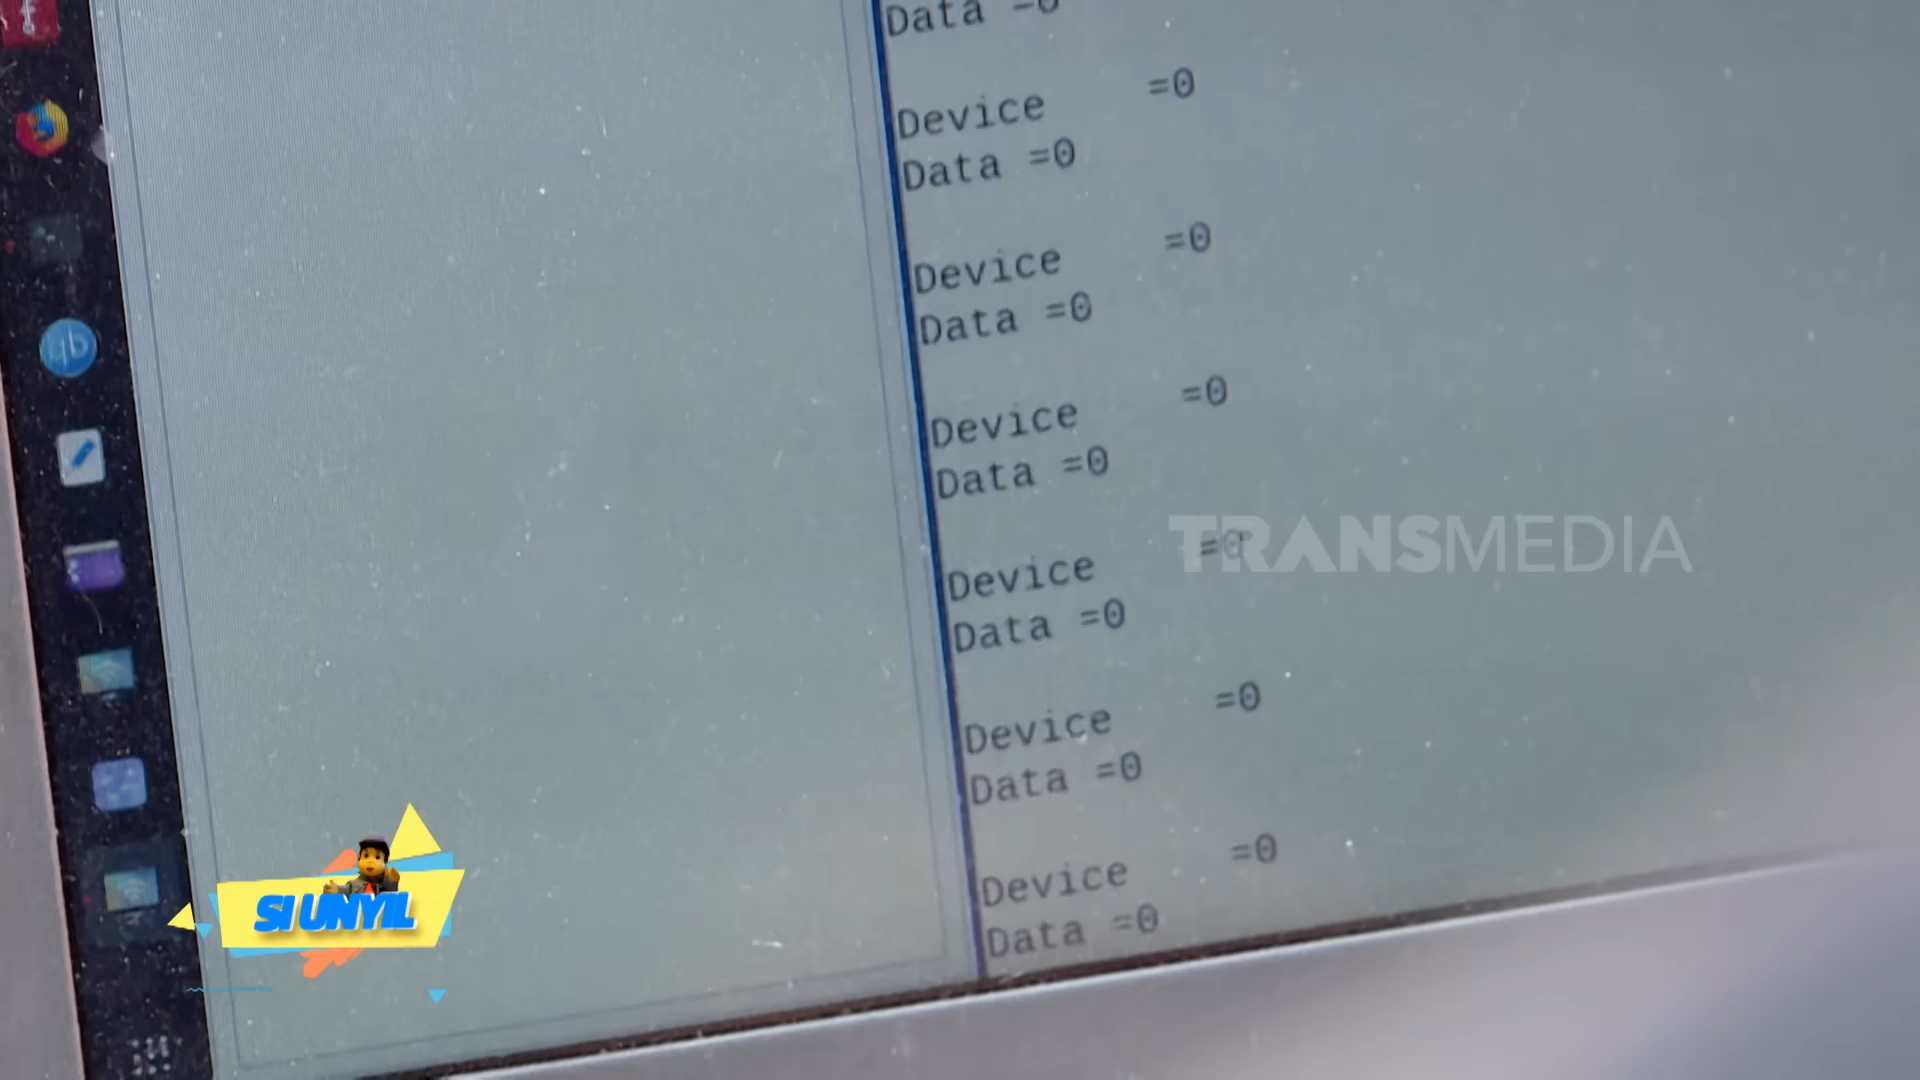 Data =0
Device =0
Data =0
Device =0
Data =0
Device =0
Data =0
Device =0
Data =0
Device =0
Data =0
Device =0
Data =0
TRANSMEDIA
SI UNYIL
qb